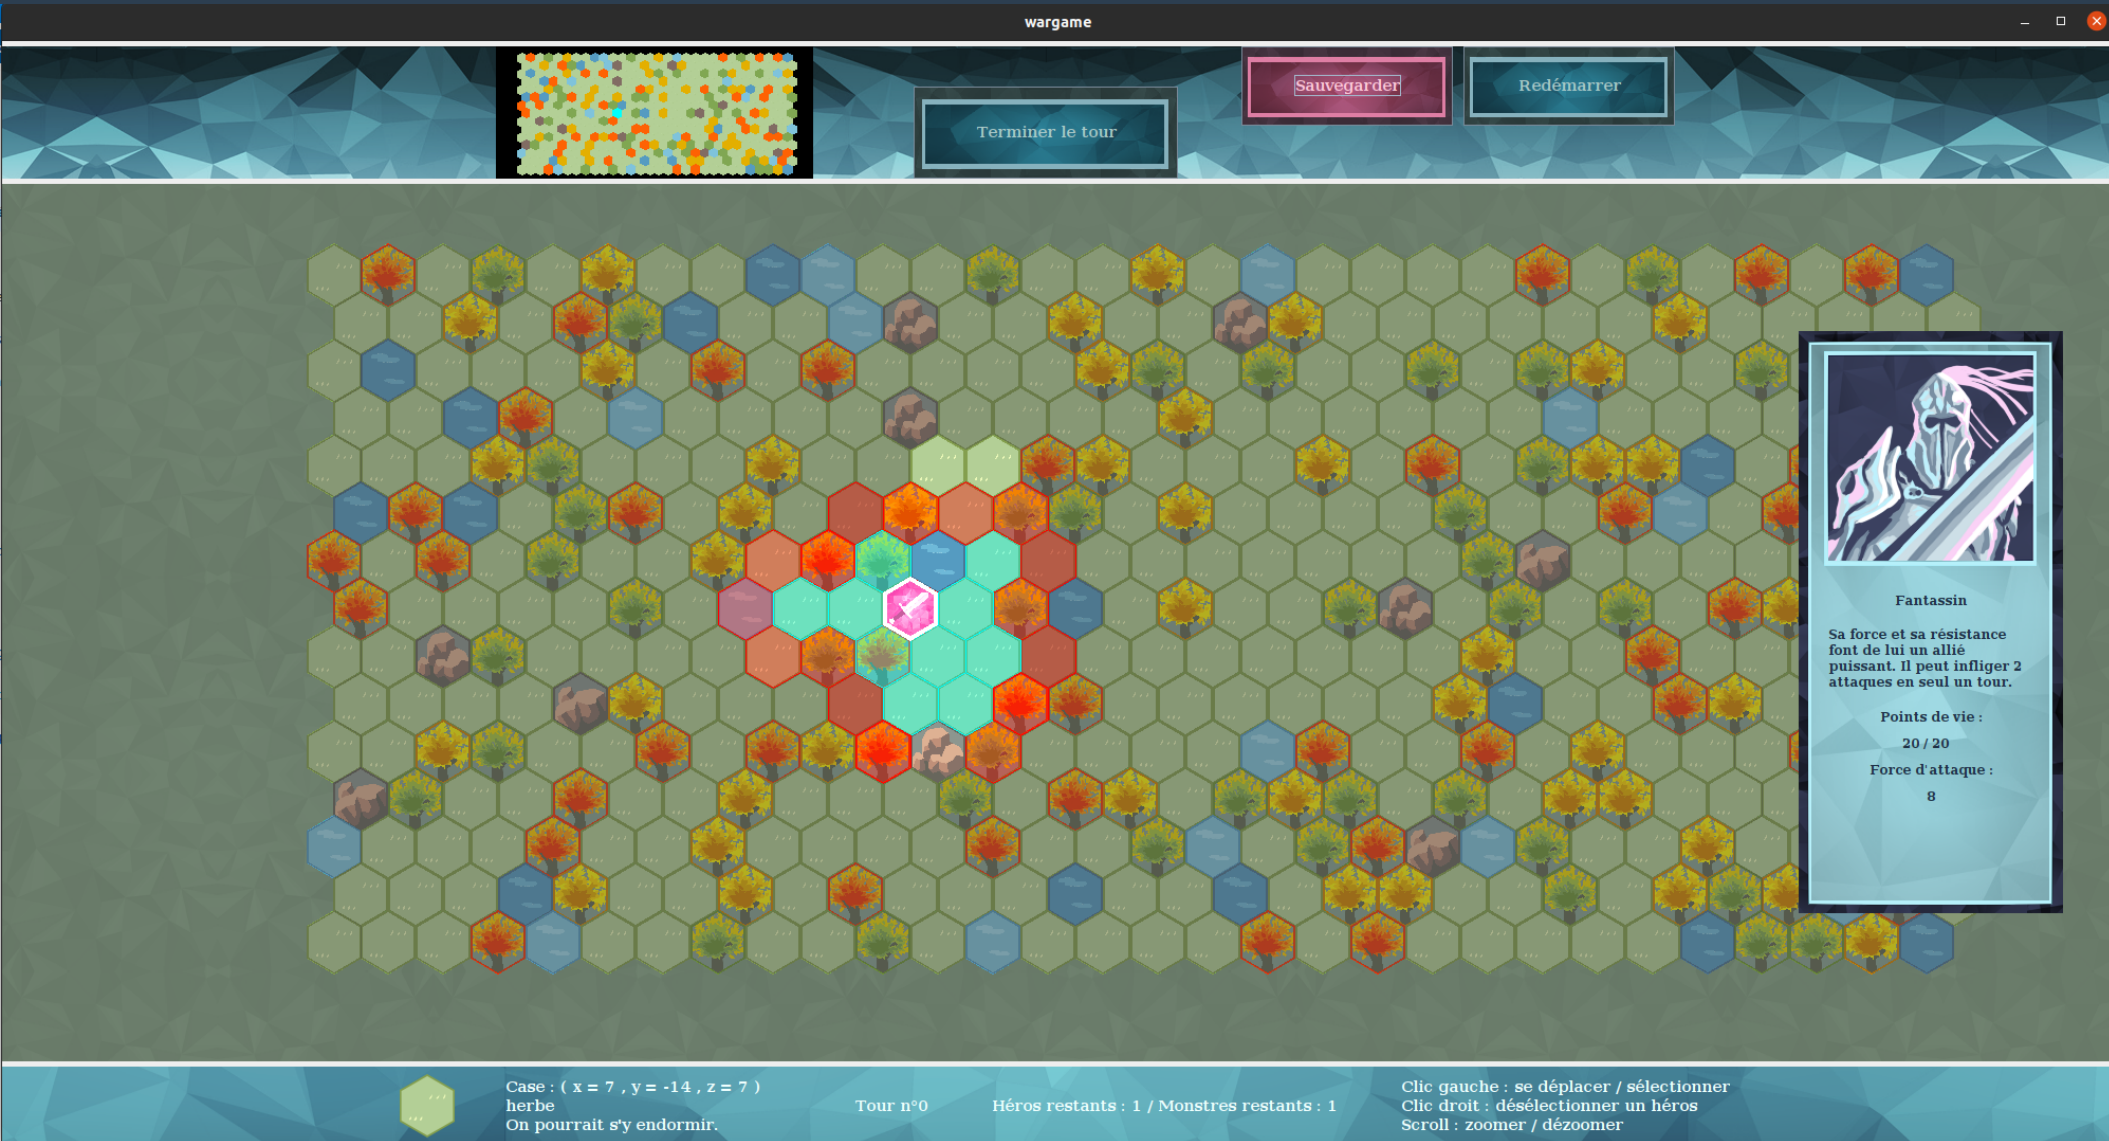 wargame
Terminer le tour
Sauvegarder
Redémarrer
Fantassin
Sa force et sa résistance
font de lui un allié
puissant. Il peut infliger 2
attaques en seul un tour.
Points de vie :
20 / 20
Force d'attaque :
8
Case : ( x = 7 , y = -14 , z = 7 )
herbe
On pourrait s'y endormir.
Tour n°0
Héros restants : 1 / Monstres restants : 1
Clic gauche : se déplacer / sélectionner
Clic droit : désélectionner un héros
Scroll : zoomer / dézoomer